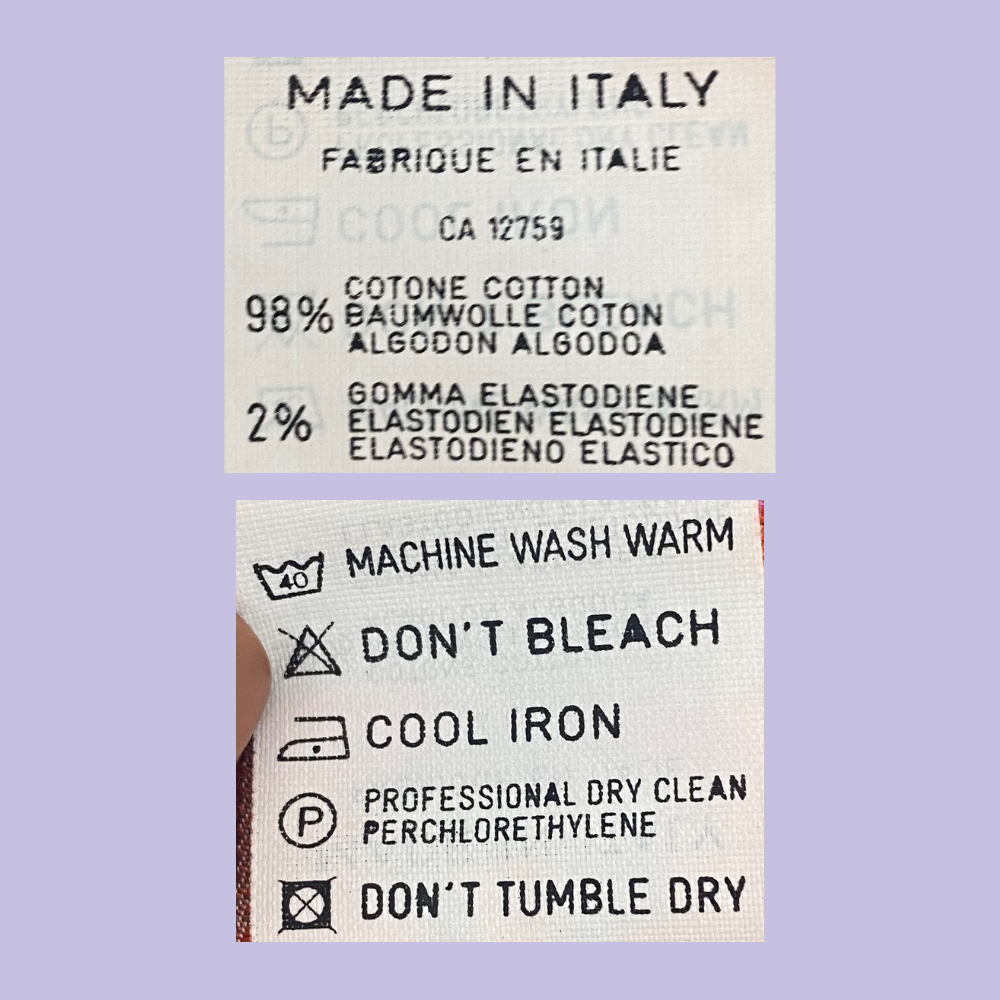 MADE IN ITALY
FABRIQUE EN ITALIE
CA 12759
98% COTONE COTTON
BAUMWOLLE COTON
ALGODON ALGODOA
2% GOMMA ELASTODIENE
ELASTODIEN ELASTODIENE
ELASTODIENO ELASTICO
40 MACHINE WASH WARM
DON'T BLEACH
COOL IRON
P PROFESSIONAL DRY CLEAN
PERCHLORETHYLENE
DON'T TUMBLE DRY